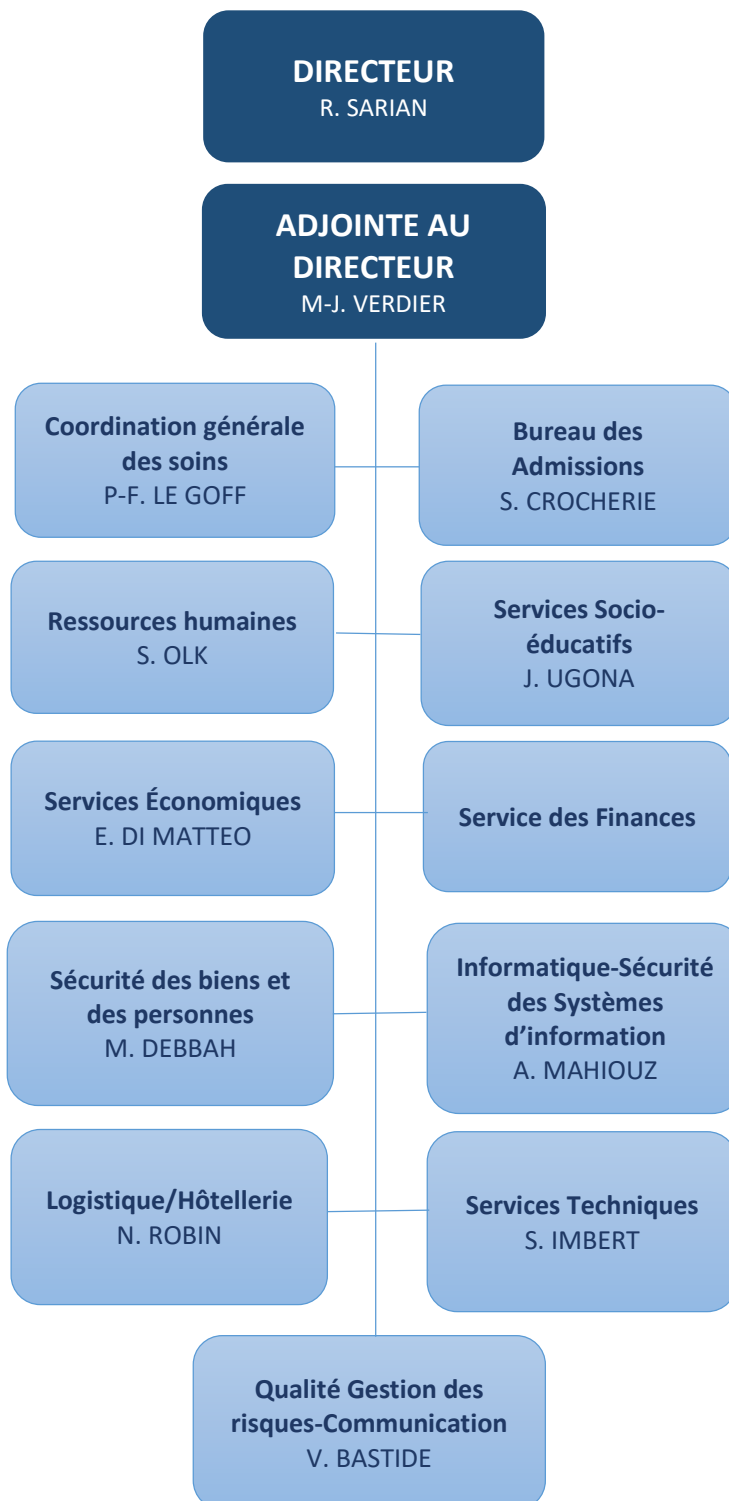 DIRECTEUR
R. SARIAN
ADJOINTE AU
DIRECTEUR
M-J. VERDIER
Coordination générale
des soins
P-F. LE GOFF
Bureau des
Admissions
S. CROCHERIE
Ressources humaines
S. OLK
Services Socio-
éducatifs
J. UGONA
Services Économiques
E. DI MATTEO
Service des Finances
Sécurité des biens et
des personnes
M. DEBBAH
Informatique-Sécurité
des Systèmes
d’information
A. MAHIOUZ
Logistique/Hôtellerie
N. ROBIN
Services Techniques
S. IMBERT
Qualité Gestion des
risques-Communication
V. BASTIDE